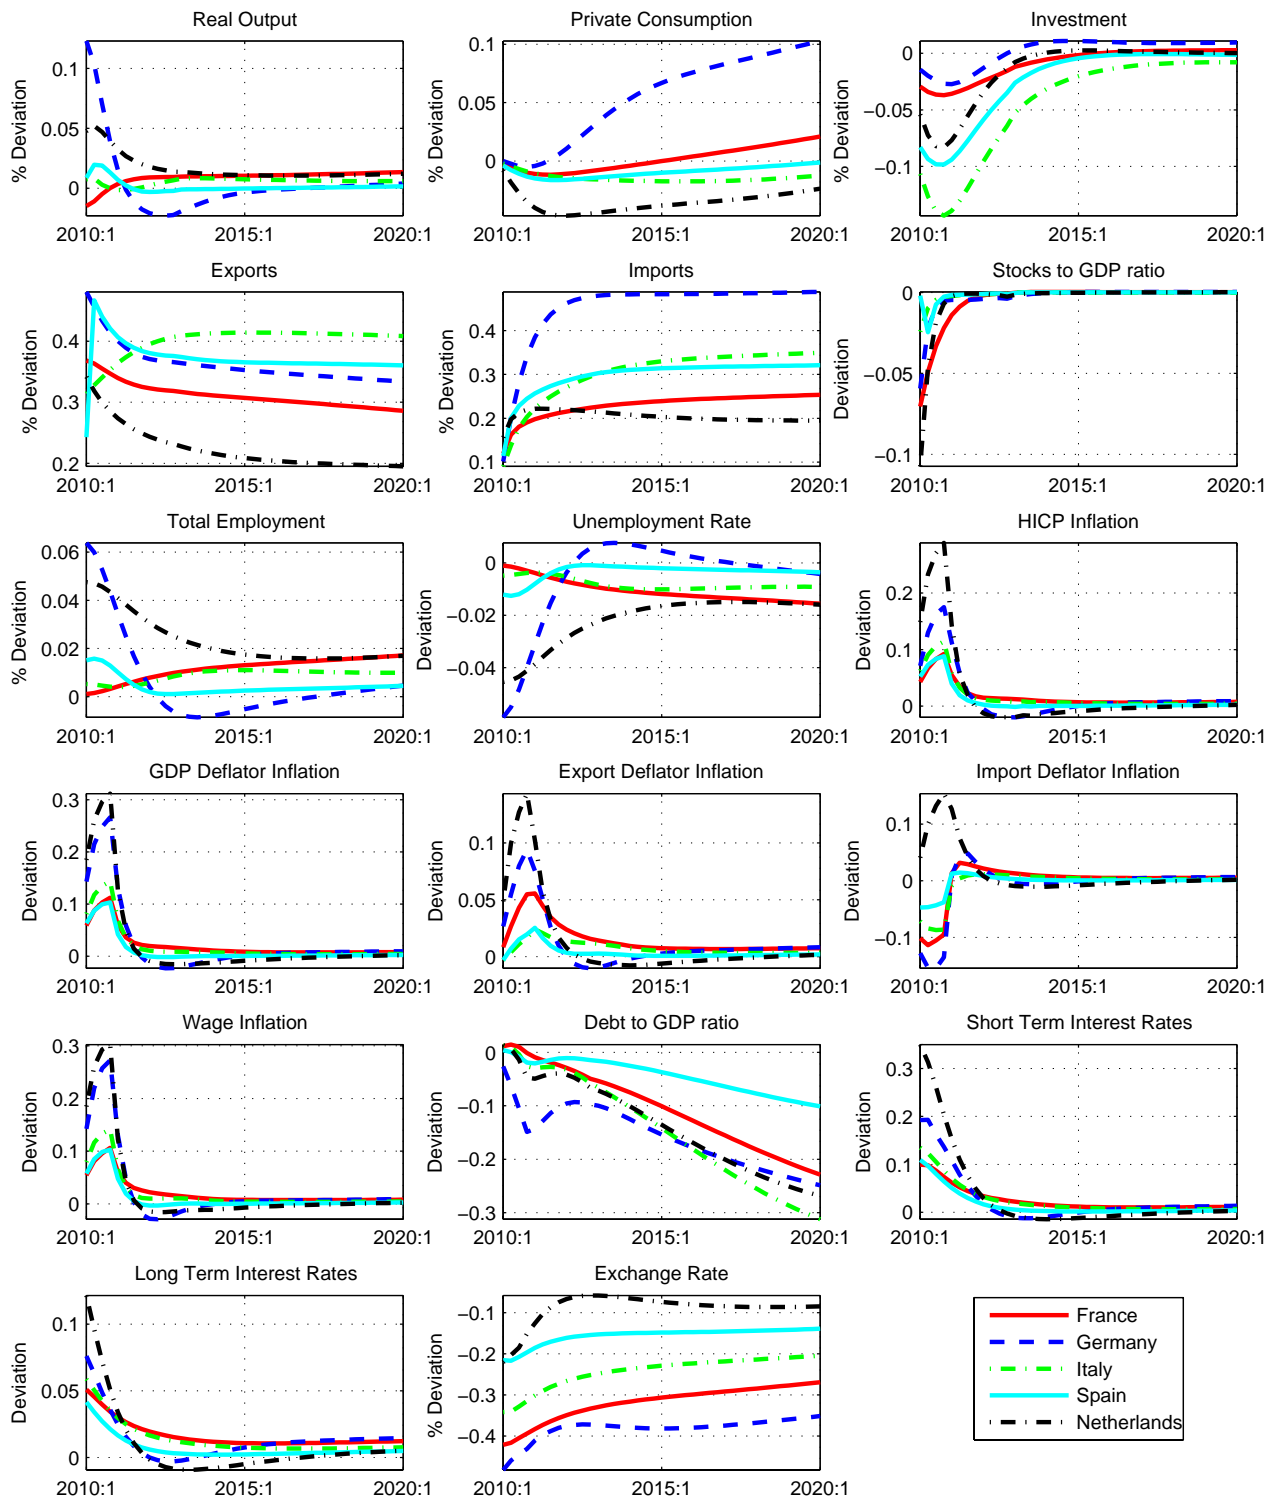 Real Output
Private Consumption
Investment
% Deviation
0.1
0.05
0
2010:1
2015:1
2020:1
% Deviation
0.1
0.05
0
2010:1
2015:1
2020:1
% Deviation
0
−0.05
−0.1
2010:1
2015:1
2020:1
Exports
Imports
Stocks to GDP ratio
% Deviation
0.4
0.3
0.2
2010:1
2015:1
2020:1
% Deviation
0.4
0.3
0.2
0.1
2010:1
2015:1
2020:1
Deviation
0
−0.05
−0.1
2010:1
2015:1
2020:1
Total Employment
Unemployment Rate
HICP Inflation
% Deviation
0.06
0.04
0.02
0
2010:1
2015:1
2020:1
Deviation
0
−0.02
−0.04
2010:1
2015:1
2020:1
Deviation
0.2
0.1
0
2010:1
2015:1
2020:1
GDP Deflator Inflation
Export Deflator Inflation
Import Deflator Inflation
Deviation
0.3
0.2
0.1
0
2010:1
2015:1
2020:1
Deviation
0.1
0.05
0
2010:1
2015:1
2020:1
Deviation
0.1
0
−0.1
2010:1
2015:1
2020:1
Wage Inflation
Debt to GDP ratio
Short Term Interest Rates
Deviation
0.3
0.2
0.1
0
2010:1
2015:1
2020:1
Deviation
0
−0.1
−0.2
−0.3
2010:1
2015:1
2020:1
Deviation
0.3
0.2
0.1
0
2010:1
2015:1
2020:1
Long Term Interest Rates
Exchange Rate
Deviation
0.1
0.05
0
2010:1
2015:1
2020:1
% Deviation
−0.1
−0.2
−0.3
−0.4
2010:1
2015:1
2020:1
France
Germany
Italy
Spain
Netherlands